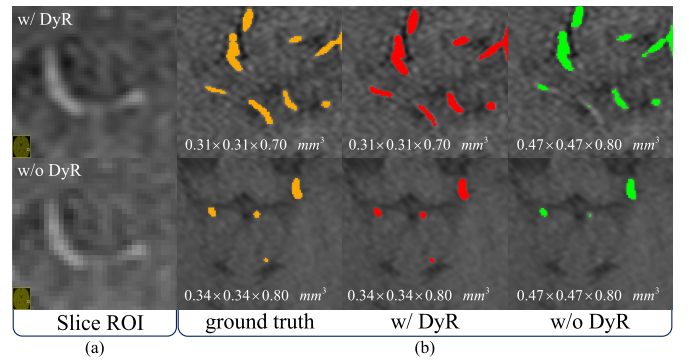 w/ DyR
0.31×0.31×0.70 mm³
0.31×0.31×0.70 mm³
0.47×0.47×0.80 mm³
w/o DyR
0.34×0.34×0.80 mm³
0.34×0.34×0.80 mm³
0.47×0.47×0.80 mm³
Slice ROI
ground truth
w/ DyR
w/o DyR
(a)
(b)